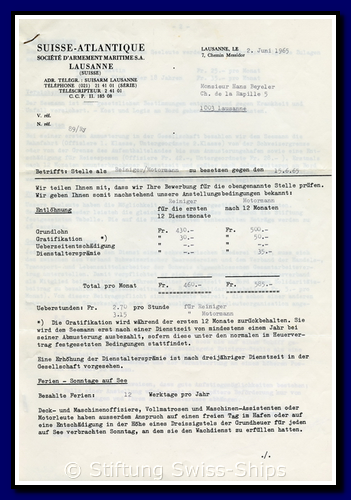 SUISSE-ATLANTIQUE
SOCIÉTÉ D'ARMEMENT MARITIME S.A.
LAUSANNE
(SUISSE)
ADR. TELEGR.: SUISARM LAUSANNE
TÉLÉPHONE (021) 21 41 01 (SÉRIE)
TÉLÉSCRIPTEUR 2 41 01
C.C.P. II. 185 08
LAUSANNE, LE 2. Juni 1965
7, Chemin Messidor
Monsieur Hans Beyeler
Ch. de la
1003 Lausanne
V. réf.
N. réf. 89/
Betrifft: Stelle als Reiniger/Motormann zu besetzen gegen den 15.6.65
Wir teilen Ihnen mit, dass wir Ihre Bewerbung für die obengenannte Stelle prüfen.
Wir geben Ihnen somit nachstehend unsere Anstellungsbedingungen bekannt:
Reiniger Motormann
Entlöhnung für die ersten nach 12 Monaten
12 Dienstmonate
Grundlohn Fr. 430.- Fr. 500.-
Gratifikation *) " 30.- " 50.-
Ueberzeitentschädigung " -.- " -.-
Dienstaltersprämie " -.- " 35.-
Total pro Monat Fr. 460.- Fr. 585.-
Ueberstunden: Fr. 2.70 pro Stunde für Reiniger
3.15 " Motormann
*) Die Gratifikation wird während der ersten 12 Monate zurückbehalten. Sie
wird dem Seemann erst nach einer Dienstzeit von mindestens einem Jahr bei
seiner Abmusterung ausbezahlt, sofern diese unter den normalen im Heuerver-
trag festgesetzten Bedingungen stattfindet.
Eine Erhöhung der Dienstaltersprämie ist nach dreijähriger Dienstzeit in der
Gesellschaft vorgesehen.
Ferien - Sonntage auf See
Bezahlte Ferien: 12 Werktage pro Jahr
Deck- und Maschinenoffiziere, Vollmatrosen und Maschinen-Assistenten oder
Motorleute haben ausserdem Anspruch auf einen freien Tag im Hafen oder auf
eine Entschädigung in der Höhe eines Dreissigstels der Grundheuer für jeden
auf See verbrachten Sonntag, an dem sie den Wachdienst zu erfüllen hatten.
./.
© Stiftung Swiss-Ships